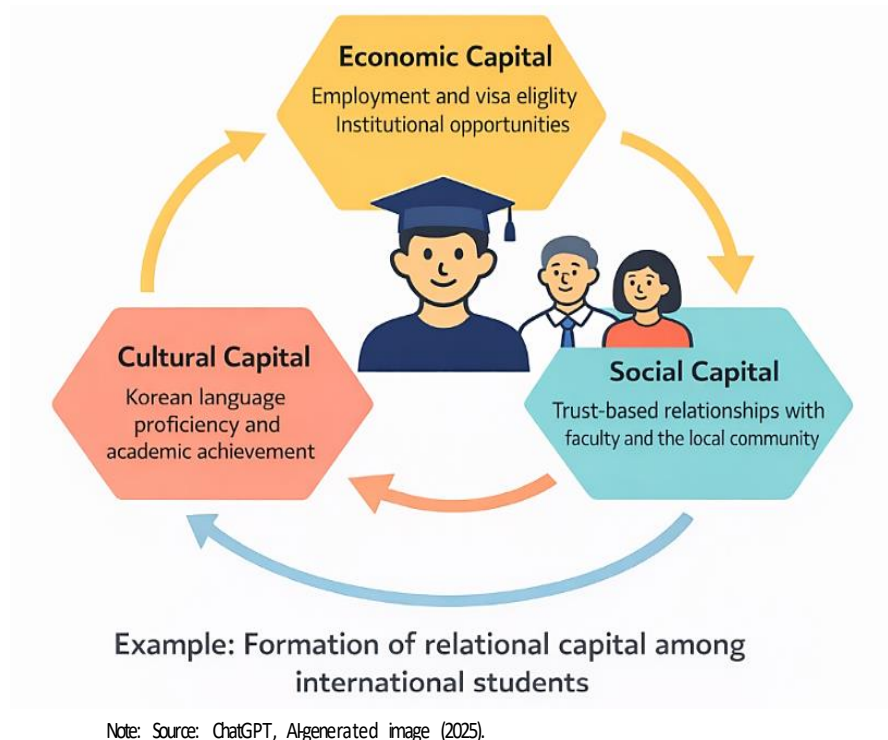 Economic Capital
Employment and visa eliglity
Institutional opportunities
Cultural Capital
Korean language
proficiency and
academic achievement
Social Capital
Trust-based relationships with
faculty and the local community
Example: Formation of relational capital among
international students
Note: Source: ChatGPT, AI-generated image (2025).